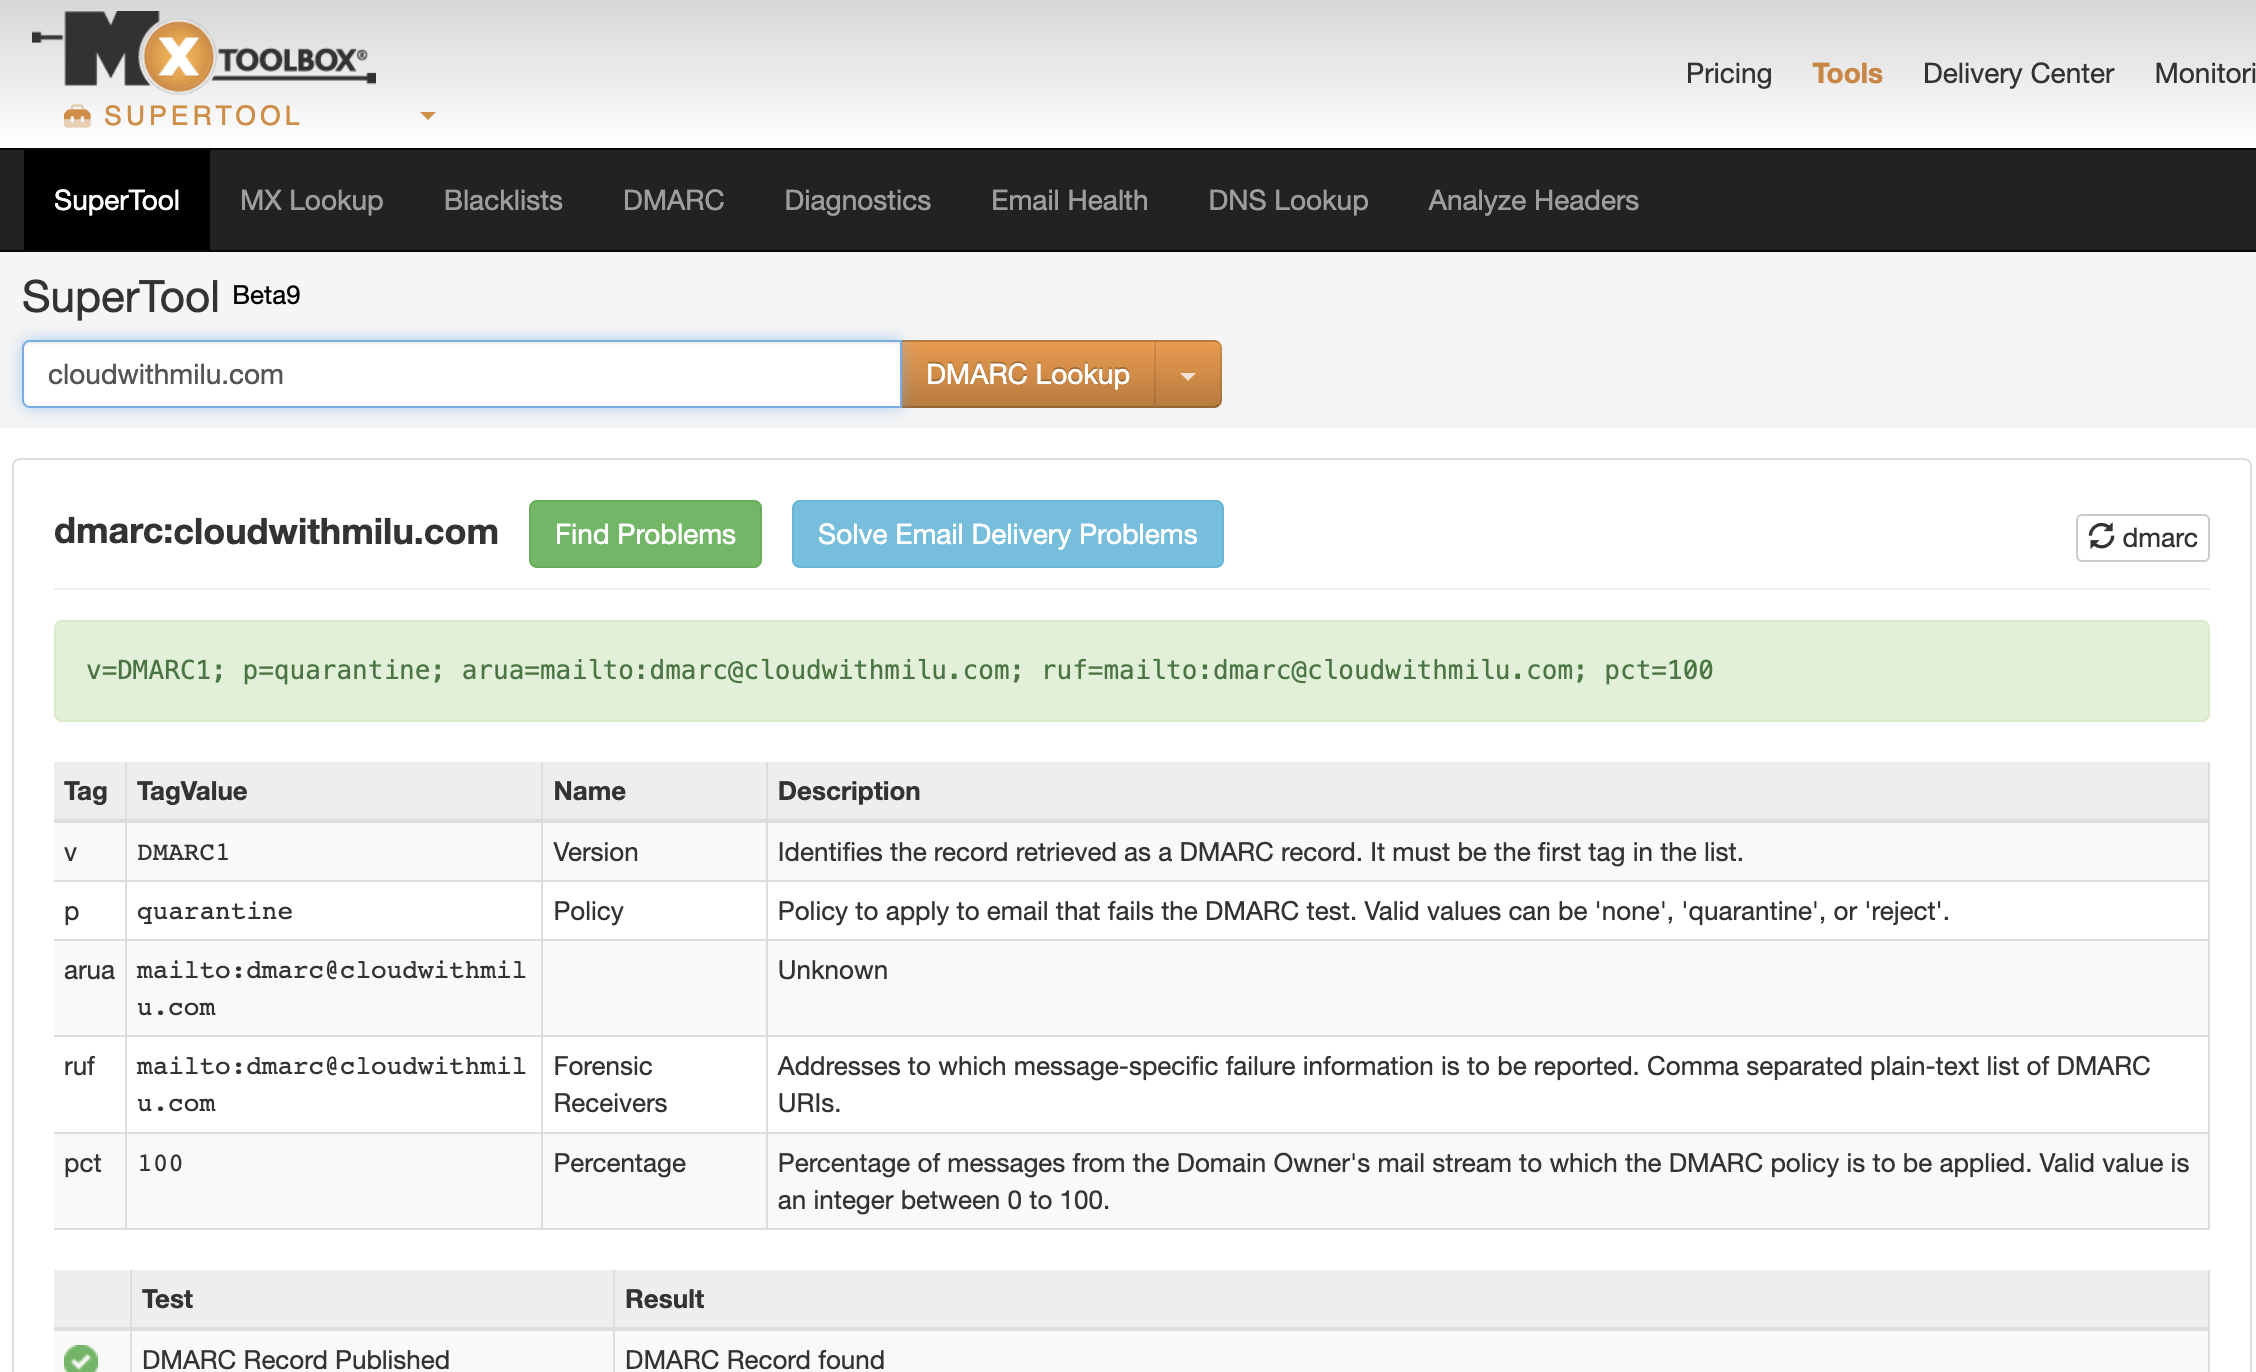 MX TOOLBOX®
SUPERTOOL
Pricing Tools Delivery Center Monitori
SuperTool MX Lookup Blacklists DMARC Diagnostics Email Health DNS Lookup Analyze Headers
SuperTool Beta9
cloudwithmilu.com DMARC Lookup
dmarc:cloudwithmilu.com Find Problems Solve Email Delivery Problems dmarc
v=DMARC1; p=quarantine; arua=mailto:dmarc@cloudwithmilu.com; ruf=mailto:dmarc@cloudwithmilu.com; pct=100
Tag TagValue Name Description
v DMARC1 Version Identifies the record retrieved as a DMARC record. It must be the first tag in the list.
p quarantine Policy Policy to apply to email that fails the DMARC test. Valid values can be 'none', 'quarantine', or 'reject'.
arua mailto:dmarc@cloudwithmil Unknown
u.com
ruf mailto:dmarc@cloudwithmil Forensic Addresses to which message-specific failure information is to be reported. Comma separated plain-text list of DMARC
u.com Receivers URIs.
pct 100 Percentage Percentage of messages from the Domain Owner's mail stream to which the DMARC policy is to be applied. Valid value is
an integer between 0 to 100.
Test Result
DMARC Record Published DMARC Record found